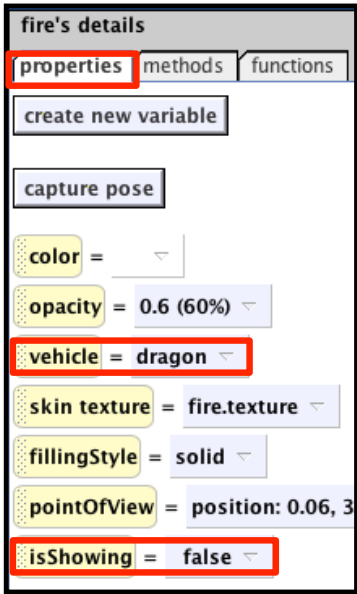 fire's details
properties methods functions
create new variable
capture pose
color =
opacity = 0.6 (60%)
vehicle = dragon
skin texture = fire.texture
fillingStyle = solid
pointOfView = position: 0.06, 3
isShowing = false